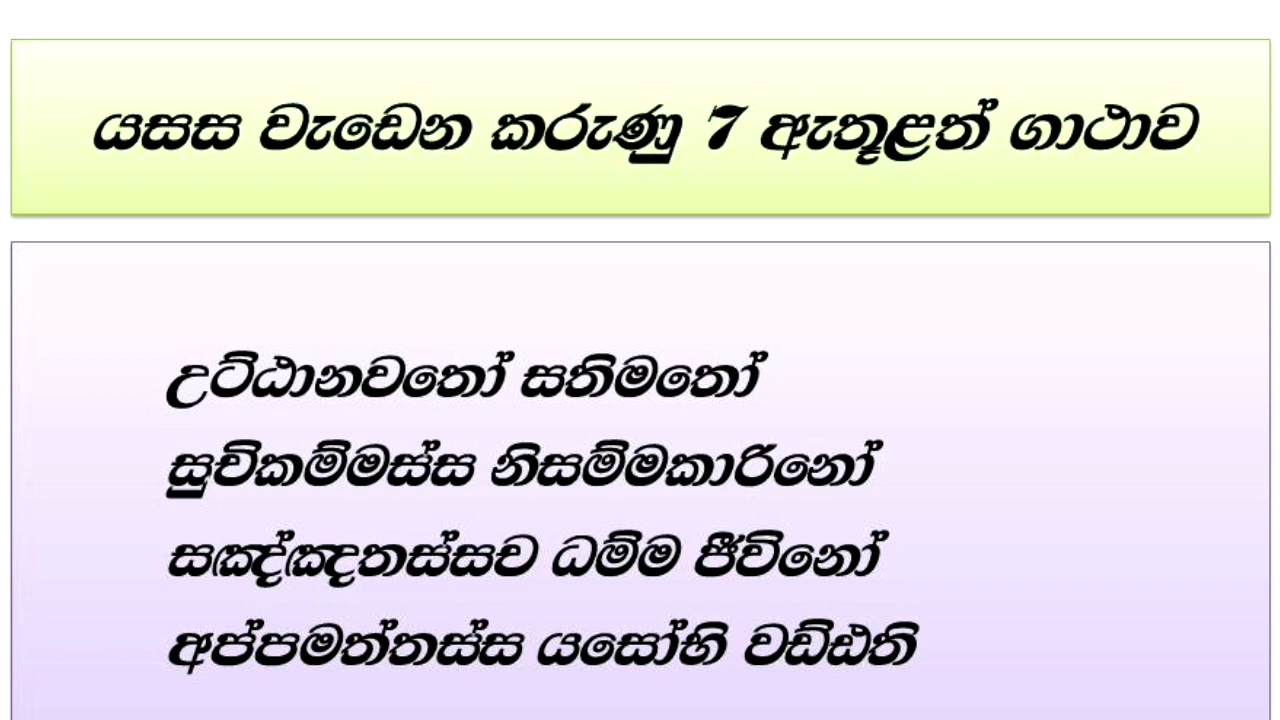 යසස වැඩෙන කරුණු 7 ඇතූළත් ගාථාව
උට්ඨානවතෝ සතිමතෝ
සුචිකම්මස්ස නිසම්මකාරිනෝ
සඤ්ඤතස්සච ධම්ම ජීවිනෝ
අප්පමත්තස්ස යසෝභි වඩ්ඪති